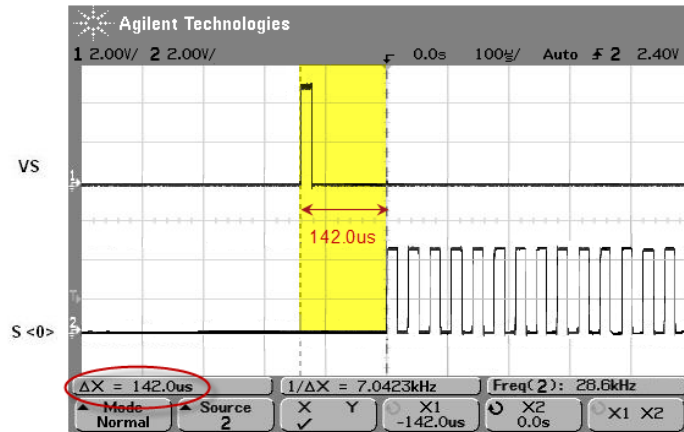 Agilent Technologies
1 2.00V/ 2 2.00V/ 0.0s 100us/ Auto 2 2.40V
VS
1
142.0us
2
S <0>
ΔX = 142.0us 1/ΔX = 7.0423kHz Freq(2): 28.6kHz
Mode Source X Y X1 X2 X1 X2
Normal 2 ✓ -142.0us 0.0s